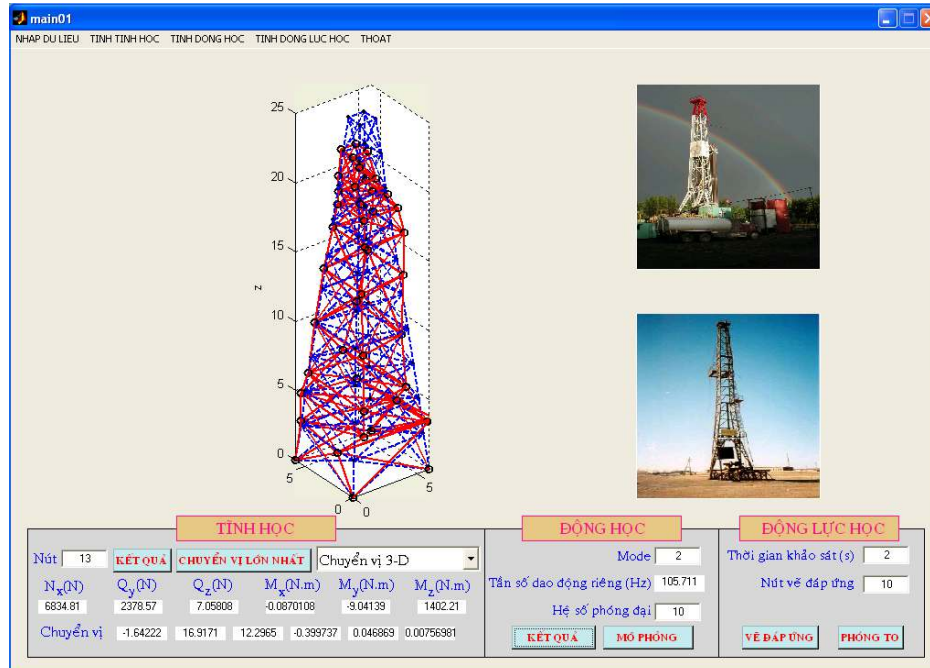 main01
NHAP DU LIEU TINH TINH HOC TINH DONG HOC TINH DONG LUC HOC THOAT
25
20
15
z
10
5
0
5
0 0
5
TĨNH HỌC
ĐỘNG HỌC
ĐỘNG LỰC HỌC
Nút 13 KẾT QUẢ CHUYỂN VỊ LỚN NHẤT Chuyển vị 3-D
Nx(N) Qy(N) Qz(N) Mx(N.m) My(N.m) Mz(N.m)
6834.81 2378.57 7.05808 -0.0870108 -9.04139 1402.21
Chuyển vị -1.64222 16.9171 12.2965 -0.399737 0.046869 0.00756981
Mode 2
Tần số dao động riêng (Hz) 105.711
Hệ số phóng đại 10
KẾT QUẢ MÔ PHỎNG
Thời gian khảo sát (s) 2
Nút vẽ đáp ứng 10
VẼ ĐÁP ỨNG PHÓNG TO